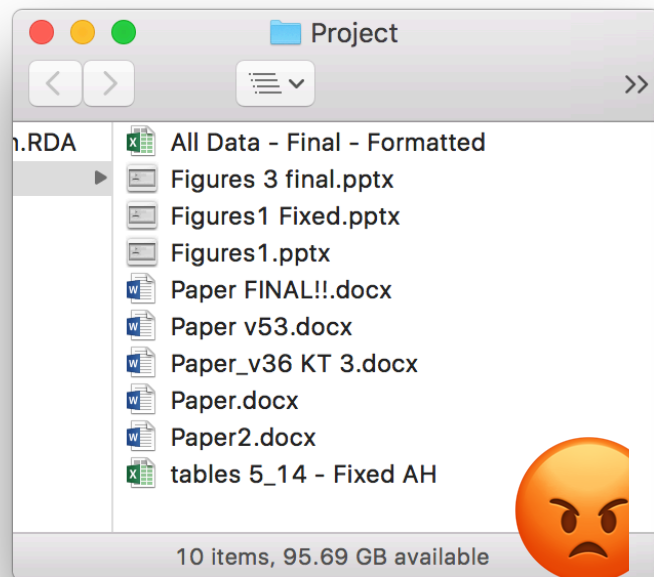 Project
n.RDA
All Data - Final - Formatted
Figures 3 final.pptx
Figures1 Fixed.pptx
Figures1.pptx
Paper FINAL!!.docx
Paper v53.docx
Paper_v36 KT 3.docx
Paper.docx
Paper2.docx
tables 5_14 - Fixed AH
10 items, 95.69 GB available